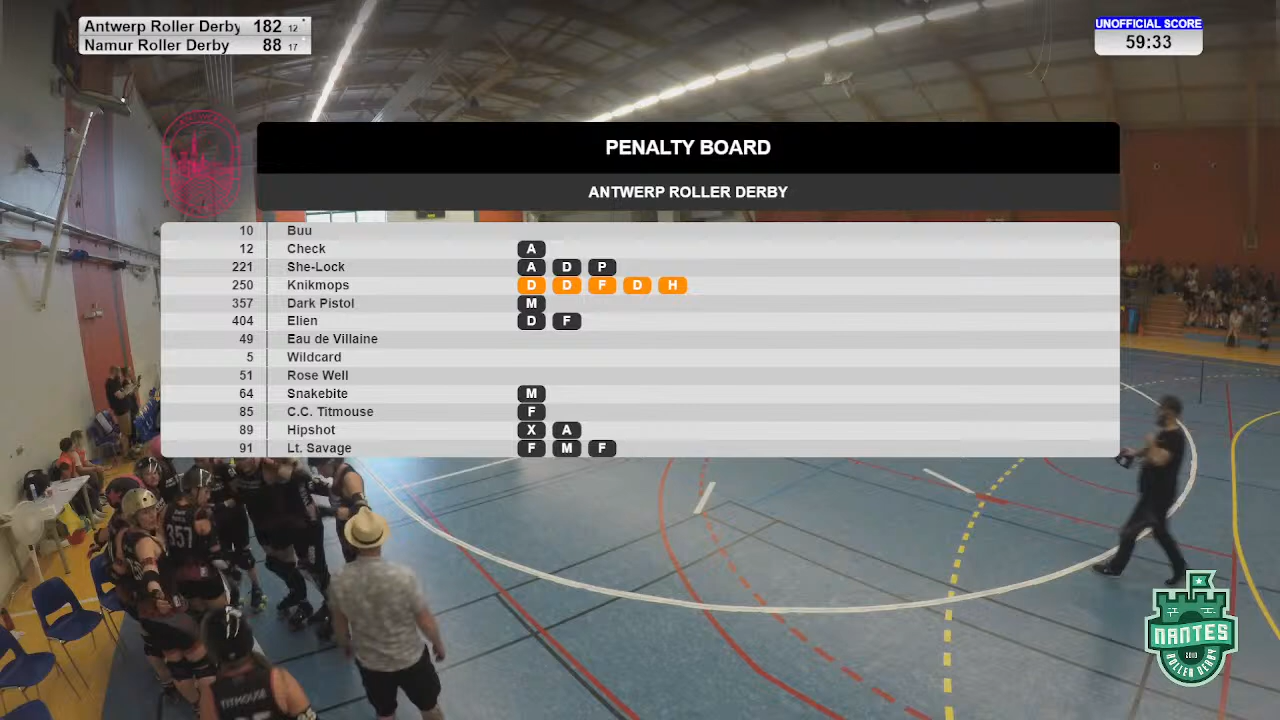 Antwerp Roller Derby 182 12
Namur Roller Derby 88 17
UNOFFICIAL SCORE
59:33
ANTWERP
PENALTY BOARD
ANTWERP ROLLER DERBY
10 Buu
12 Check A
221 She-Lock A D P
250 Knikmops D D F D H
357 Dark Pistol M
404 Elien D F
49 Eau de Villaine
5 Wildcard
51 Rose Well
64 Snakebite M
85 C.C. Titmouse F
89 Hipshot X A
91 Lt. Savage F M F
357
TITMOUSE
NANTES
2010
ROLLER DERBY